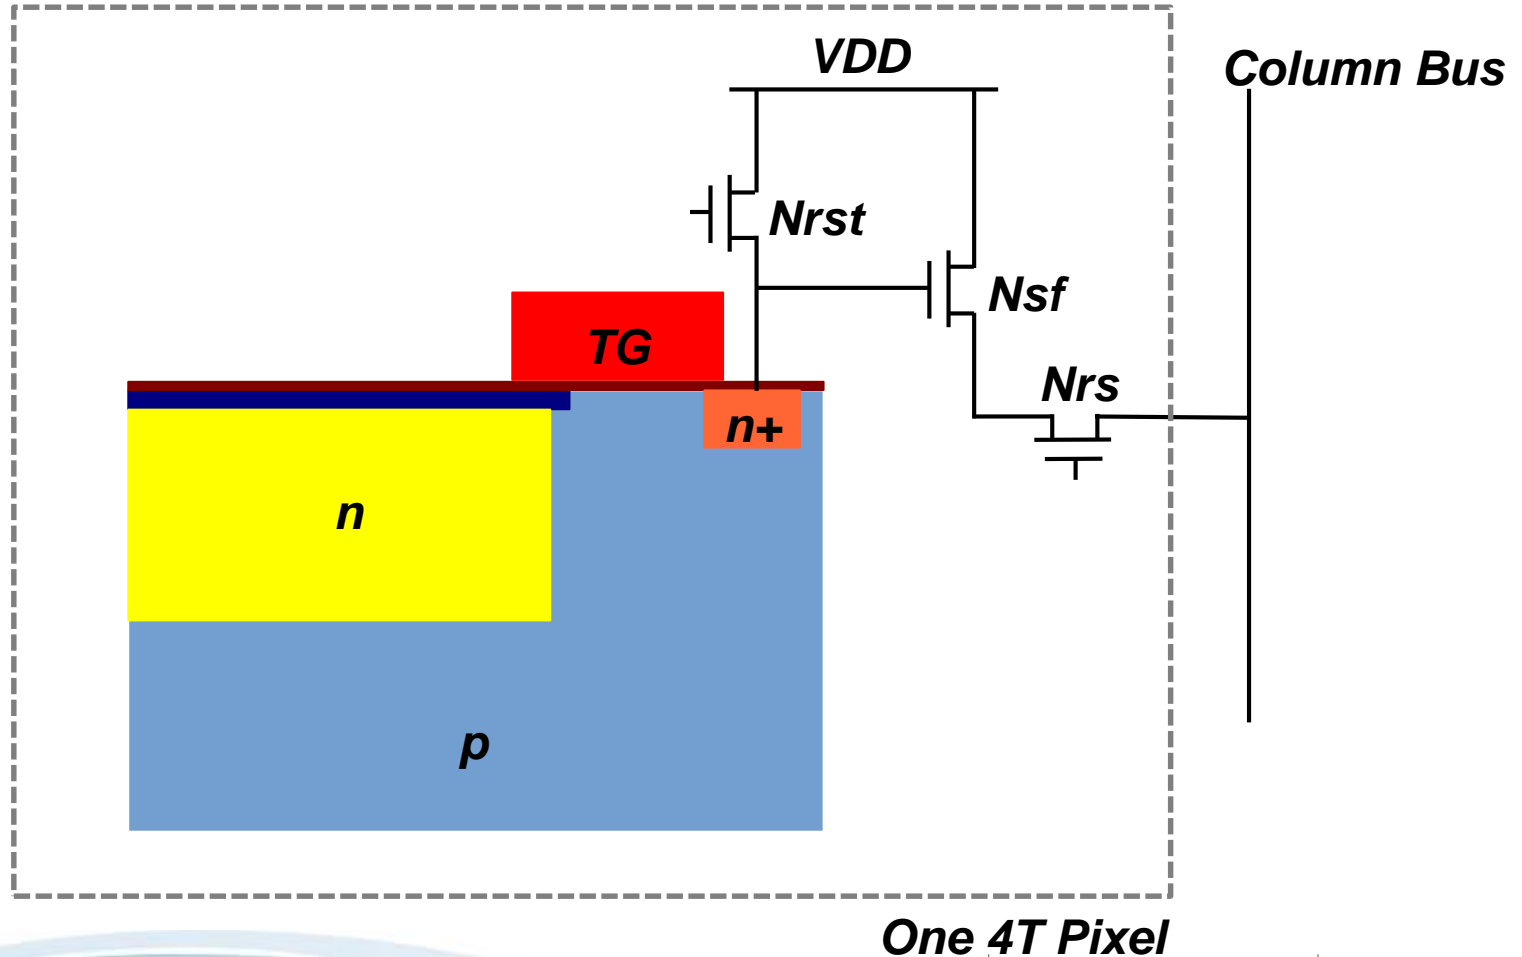 VDD
Column Bus
Nrst
Nsf
TG
Nrs
n+
n
p
One 4T Pixel